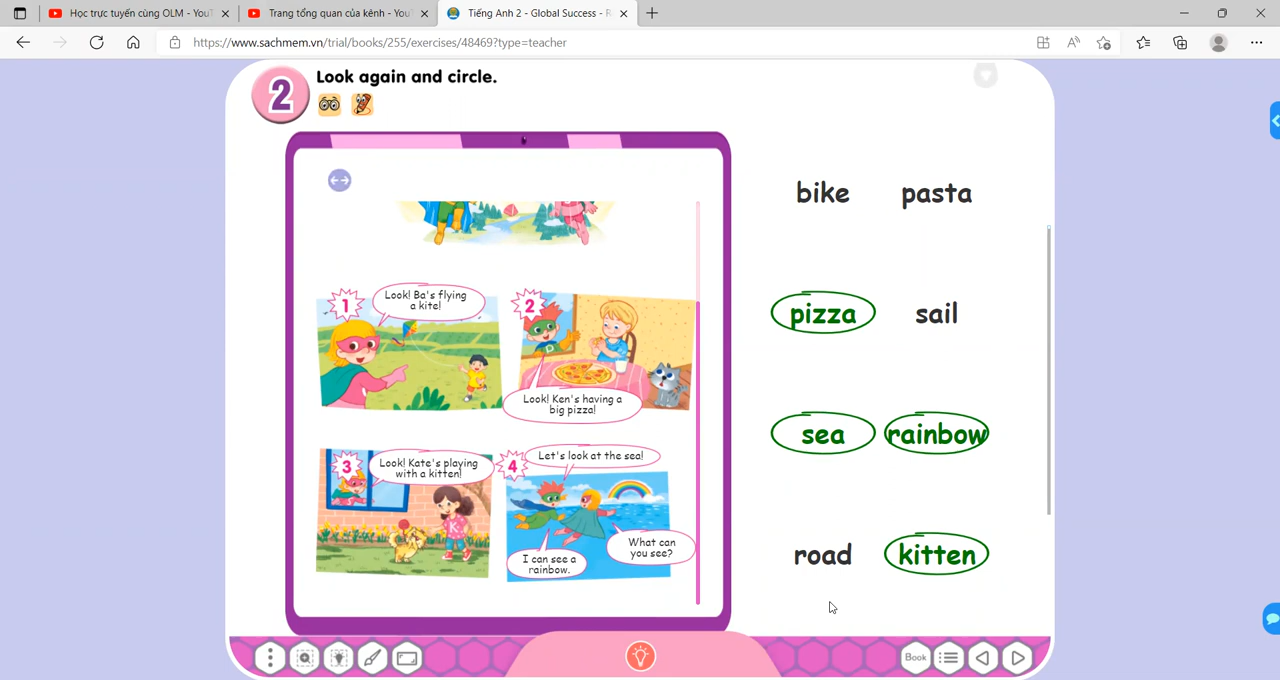 Học trực tuyến cùng OLM - YouT
Trang tổng quan của kênh - YouT
Tiếng Anh 2 - Global Success - R
https://www.sachmem.vn/trial/books/255/exercises/48469?type=teacher
2
Look again and circle.
bike pasta
pizza sail
sea rainbow
road kitten
1
Look! Ba's flying
a kite!
2
Look! Ken's having a
big pizza!
3
Look! Kate's playing
with a kitten!
K
4
Let's look at the sea!
What can
you see?
I can see a
rainbow.
Book